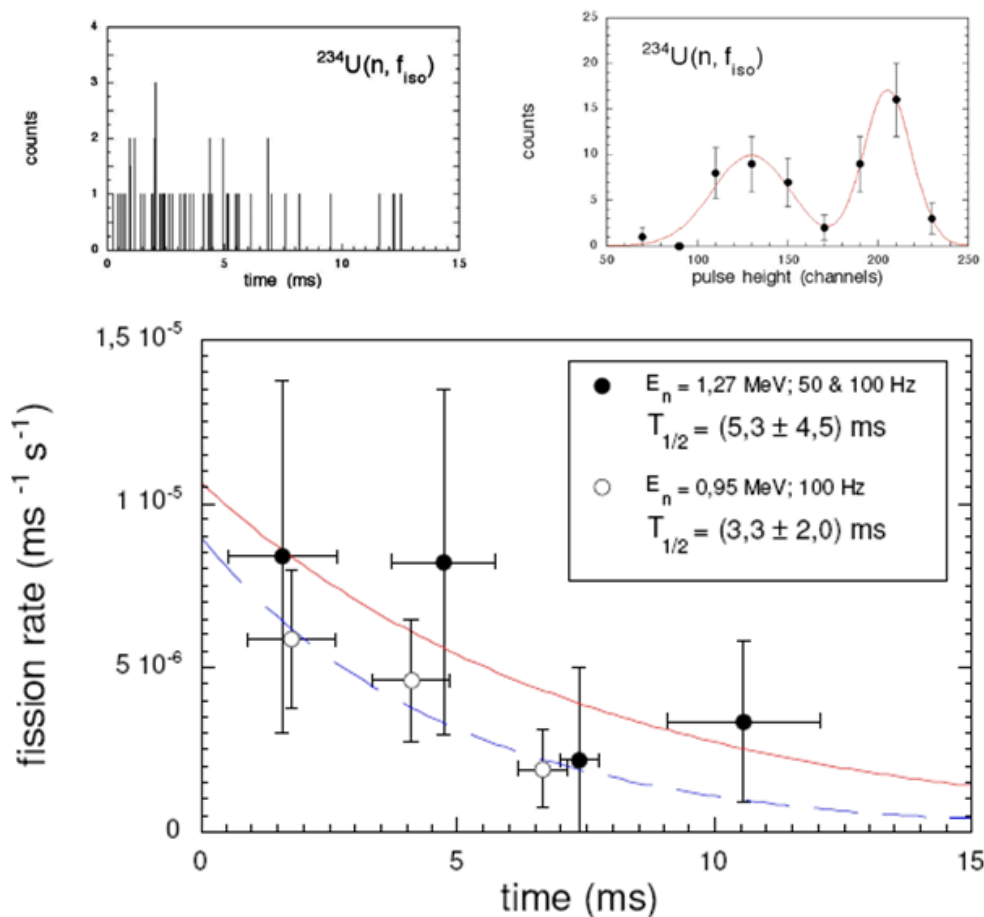 4
3
2
1
0
counts
²³⁴U(n, f_iso)
0 5 10 15
time (ms)
25
20
15
10
5
0
counts
²³⁴U(n, f_iso)
50 100 150 200 250
pulse height (channels)
1,5 10⁻⁵
1 10⁻⁵
5 10⁻⁶
0
fission rate (ms⁻¹ s⁻¹)
E_n = 1,27 MeV; 50 & 100 Hz
T_1/2 = (5,3 ± 4,5) ms
E_n = 0,95 MeV; 100 Hz
T_1/2 = (3,3 ± 2,0) ms
0 5 10 15
time (ms)